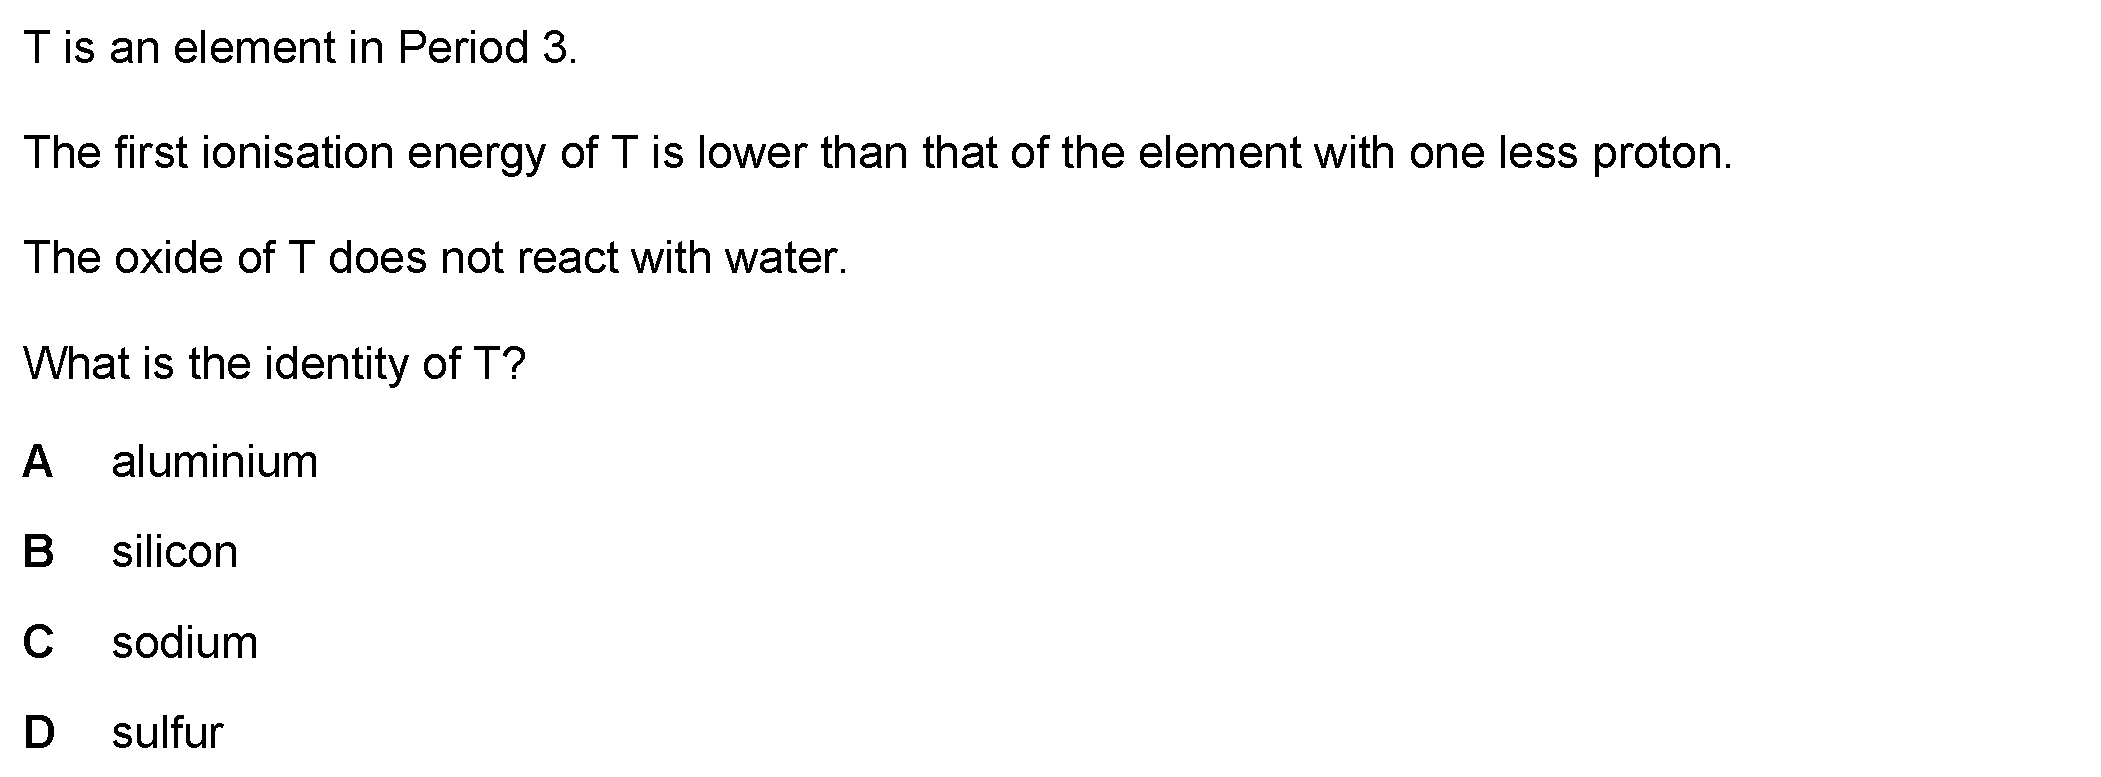 T is an element in Period 3.
The first ionisation energy of T is lower than that of the element with one less proton.
The oxide of T does not react with water.
What is the identity of T?
A aluminium
B silicon
C sodium
D sulfur